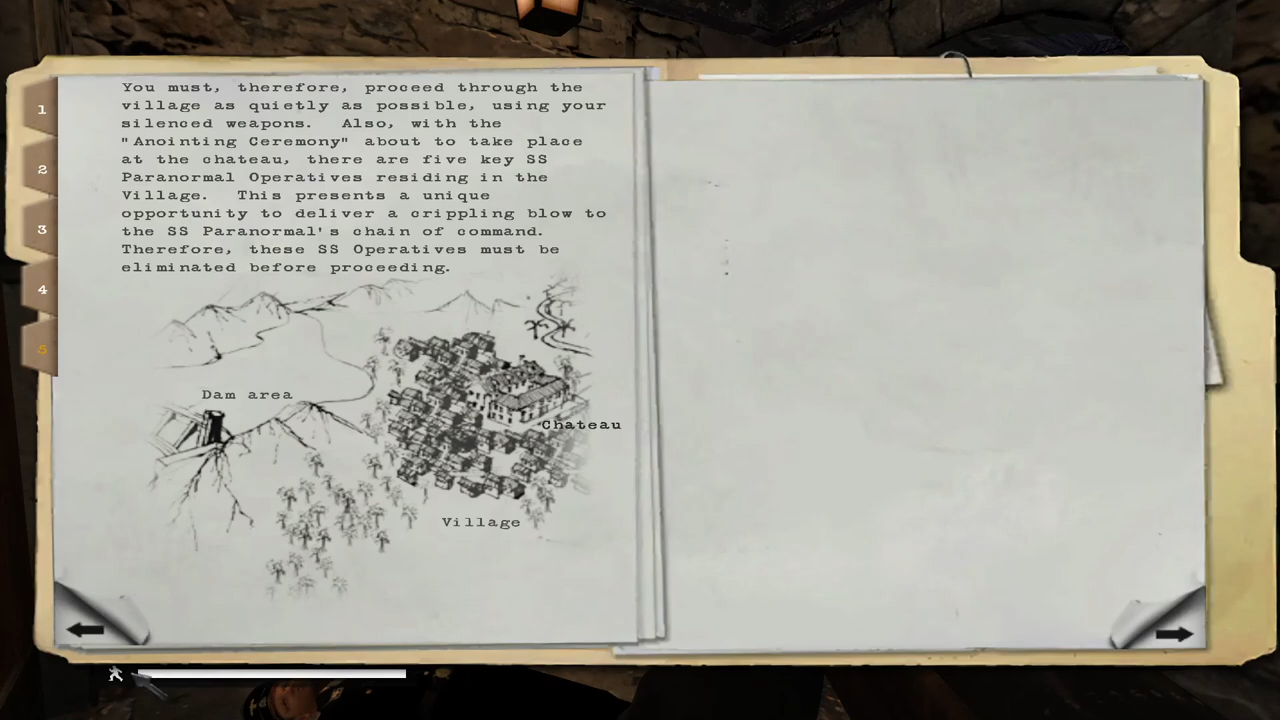 You must, therefore, proceed through the
village as quietly as possible, using your
silenced weapons.  Also, with the
"Anointing Ceremony" about to take place
at the chateau, there are five key SS
Paranormal Operatives residing in the
Village.  This presents a unique
opportunity to deliver a crippling blow to
the SS Paranormal's chain of command.
Therefore, these SS Operatives must be
eliminated before proceeding.
1
2
3
4
5
Dam area
Chateau
Village